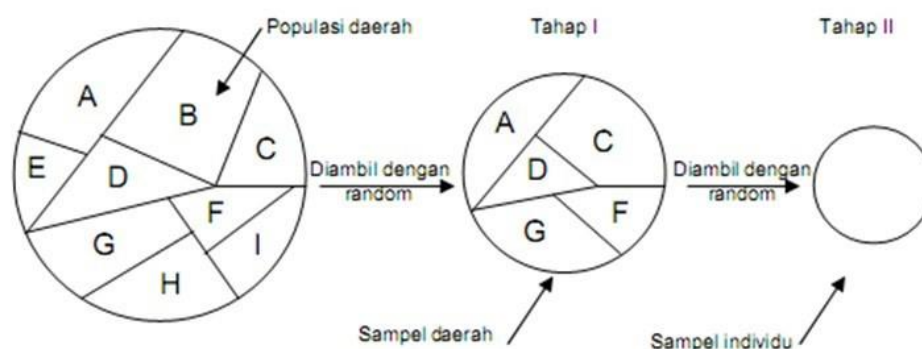 Populasi daerah
Tahap I
Tahap II
A
B
C
E
D
F
G
I
H
Diambil dengan
random
A
C
D
F
G
Diambil dengan
random
Sampel daerah
Sampel individu